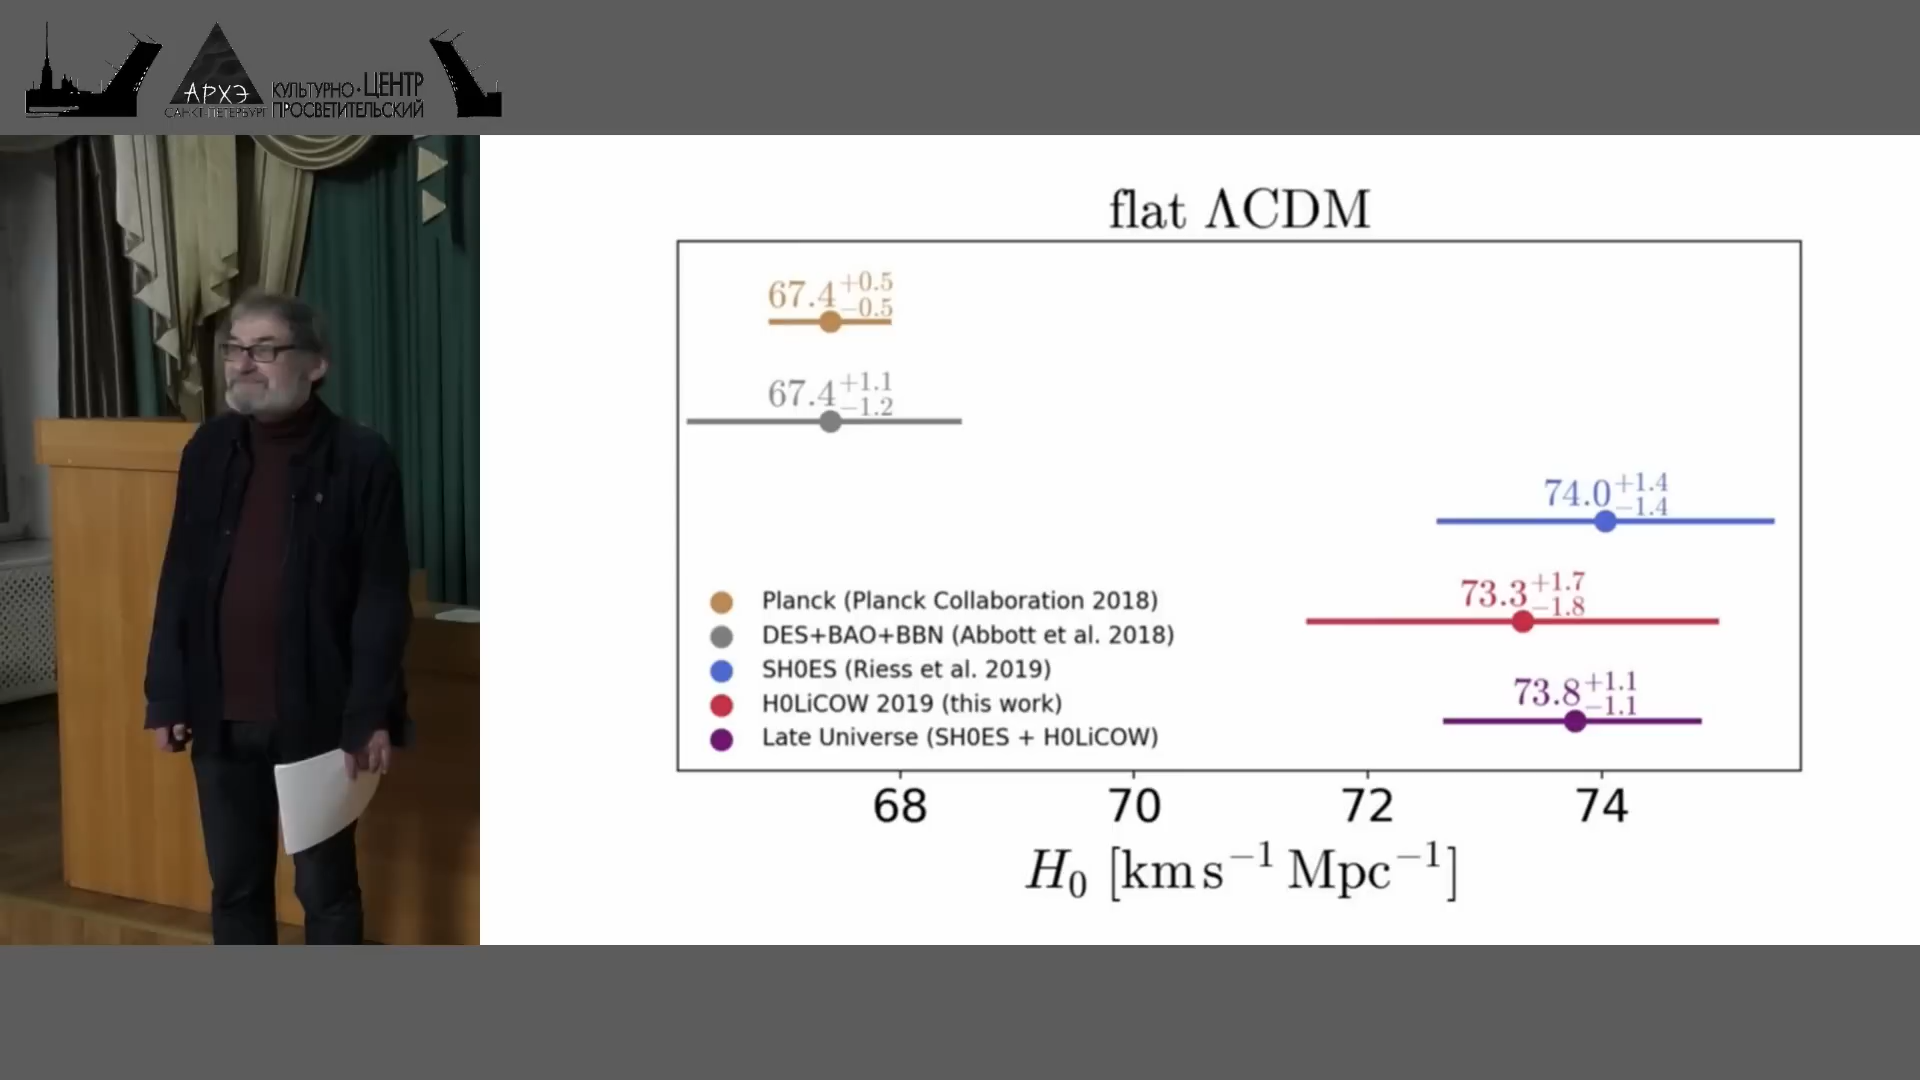 АРХЭ
САНКТ-ПЕТЕРБУРГ
КУЛЬТУРНО·ЦЕНТР
ПРОСВЕТИТЕЛЬСКИЙ
flat ΛCDM
67.4 +0.5 −0.5
67.4 +1.1 −1.2
74.0 +1.4 −1.4
73.3 +1.7 −1.8
73.8 +1.1 −1.1
Planck (Planck Collaboration 2018)
DES+BAO+BBN (Abbott et al. 2018)
SH0ES (Riess et al. 2019)
H0LiCOW 2019 (this work)
Late Universe (SH0ES + H0LiCOW)
68 70 72 74
H₀ [km s⁻¹ Mpc⁻¹]